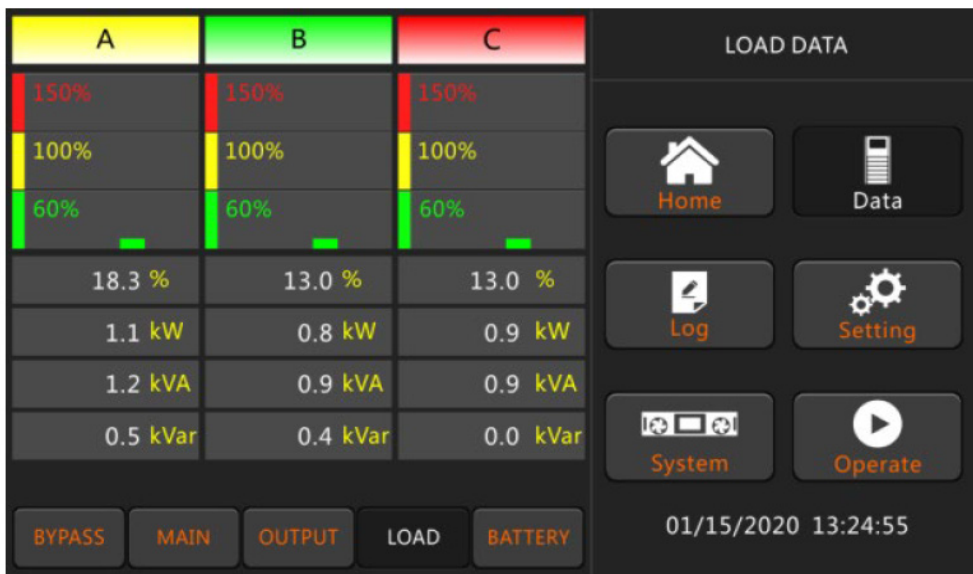 A B C LOAD DATA
150% 150% 150%
100% 100% 100%
60% 60% 60%
Home Data
18.3 % 13.0 % 13.0 %
1.1 kW 0.8 kW 0.9 kW
Log Setting
1.2 kVA 0.9 kVA 0.9 kVA
0.5 kVar 0.4 kVar 0.0 kVar
System Operate
BYPASS MAIN OUTPUT LOAD BATTERY
01/15/2020 13:24:55